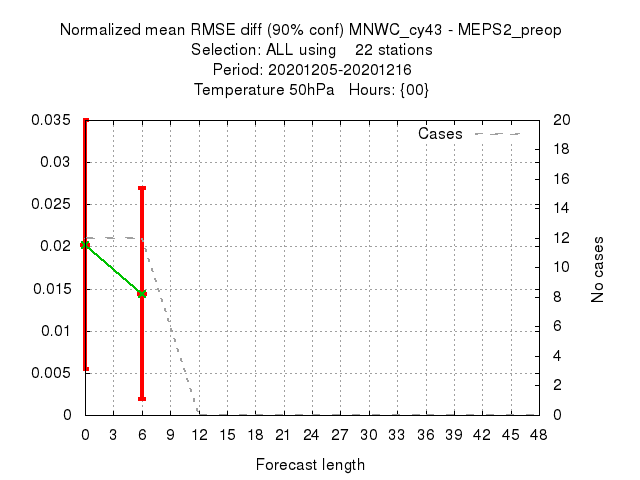 Normalized mean RMSE diff (90% conf) MNWC_cy43 - MEPS2_preop
Selection: ALL using 22 stations
Period: 20201205-20201216
Temperature 50hPa Hours: {00}
Cases
0.035
0.03
0.025
0.02
0.015
0.01
0.005
0
20
18
16
14
12
10
8
6
4
2
0
No cases
0 3 6 9 12 15 18 21 24 27 30 33 36 39 42 45 48
Forecast length